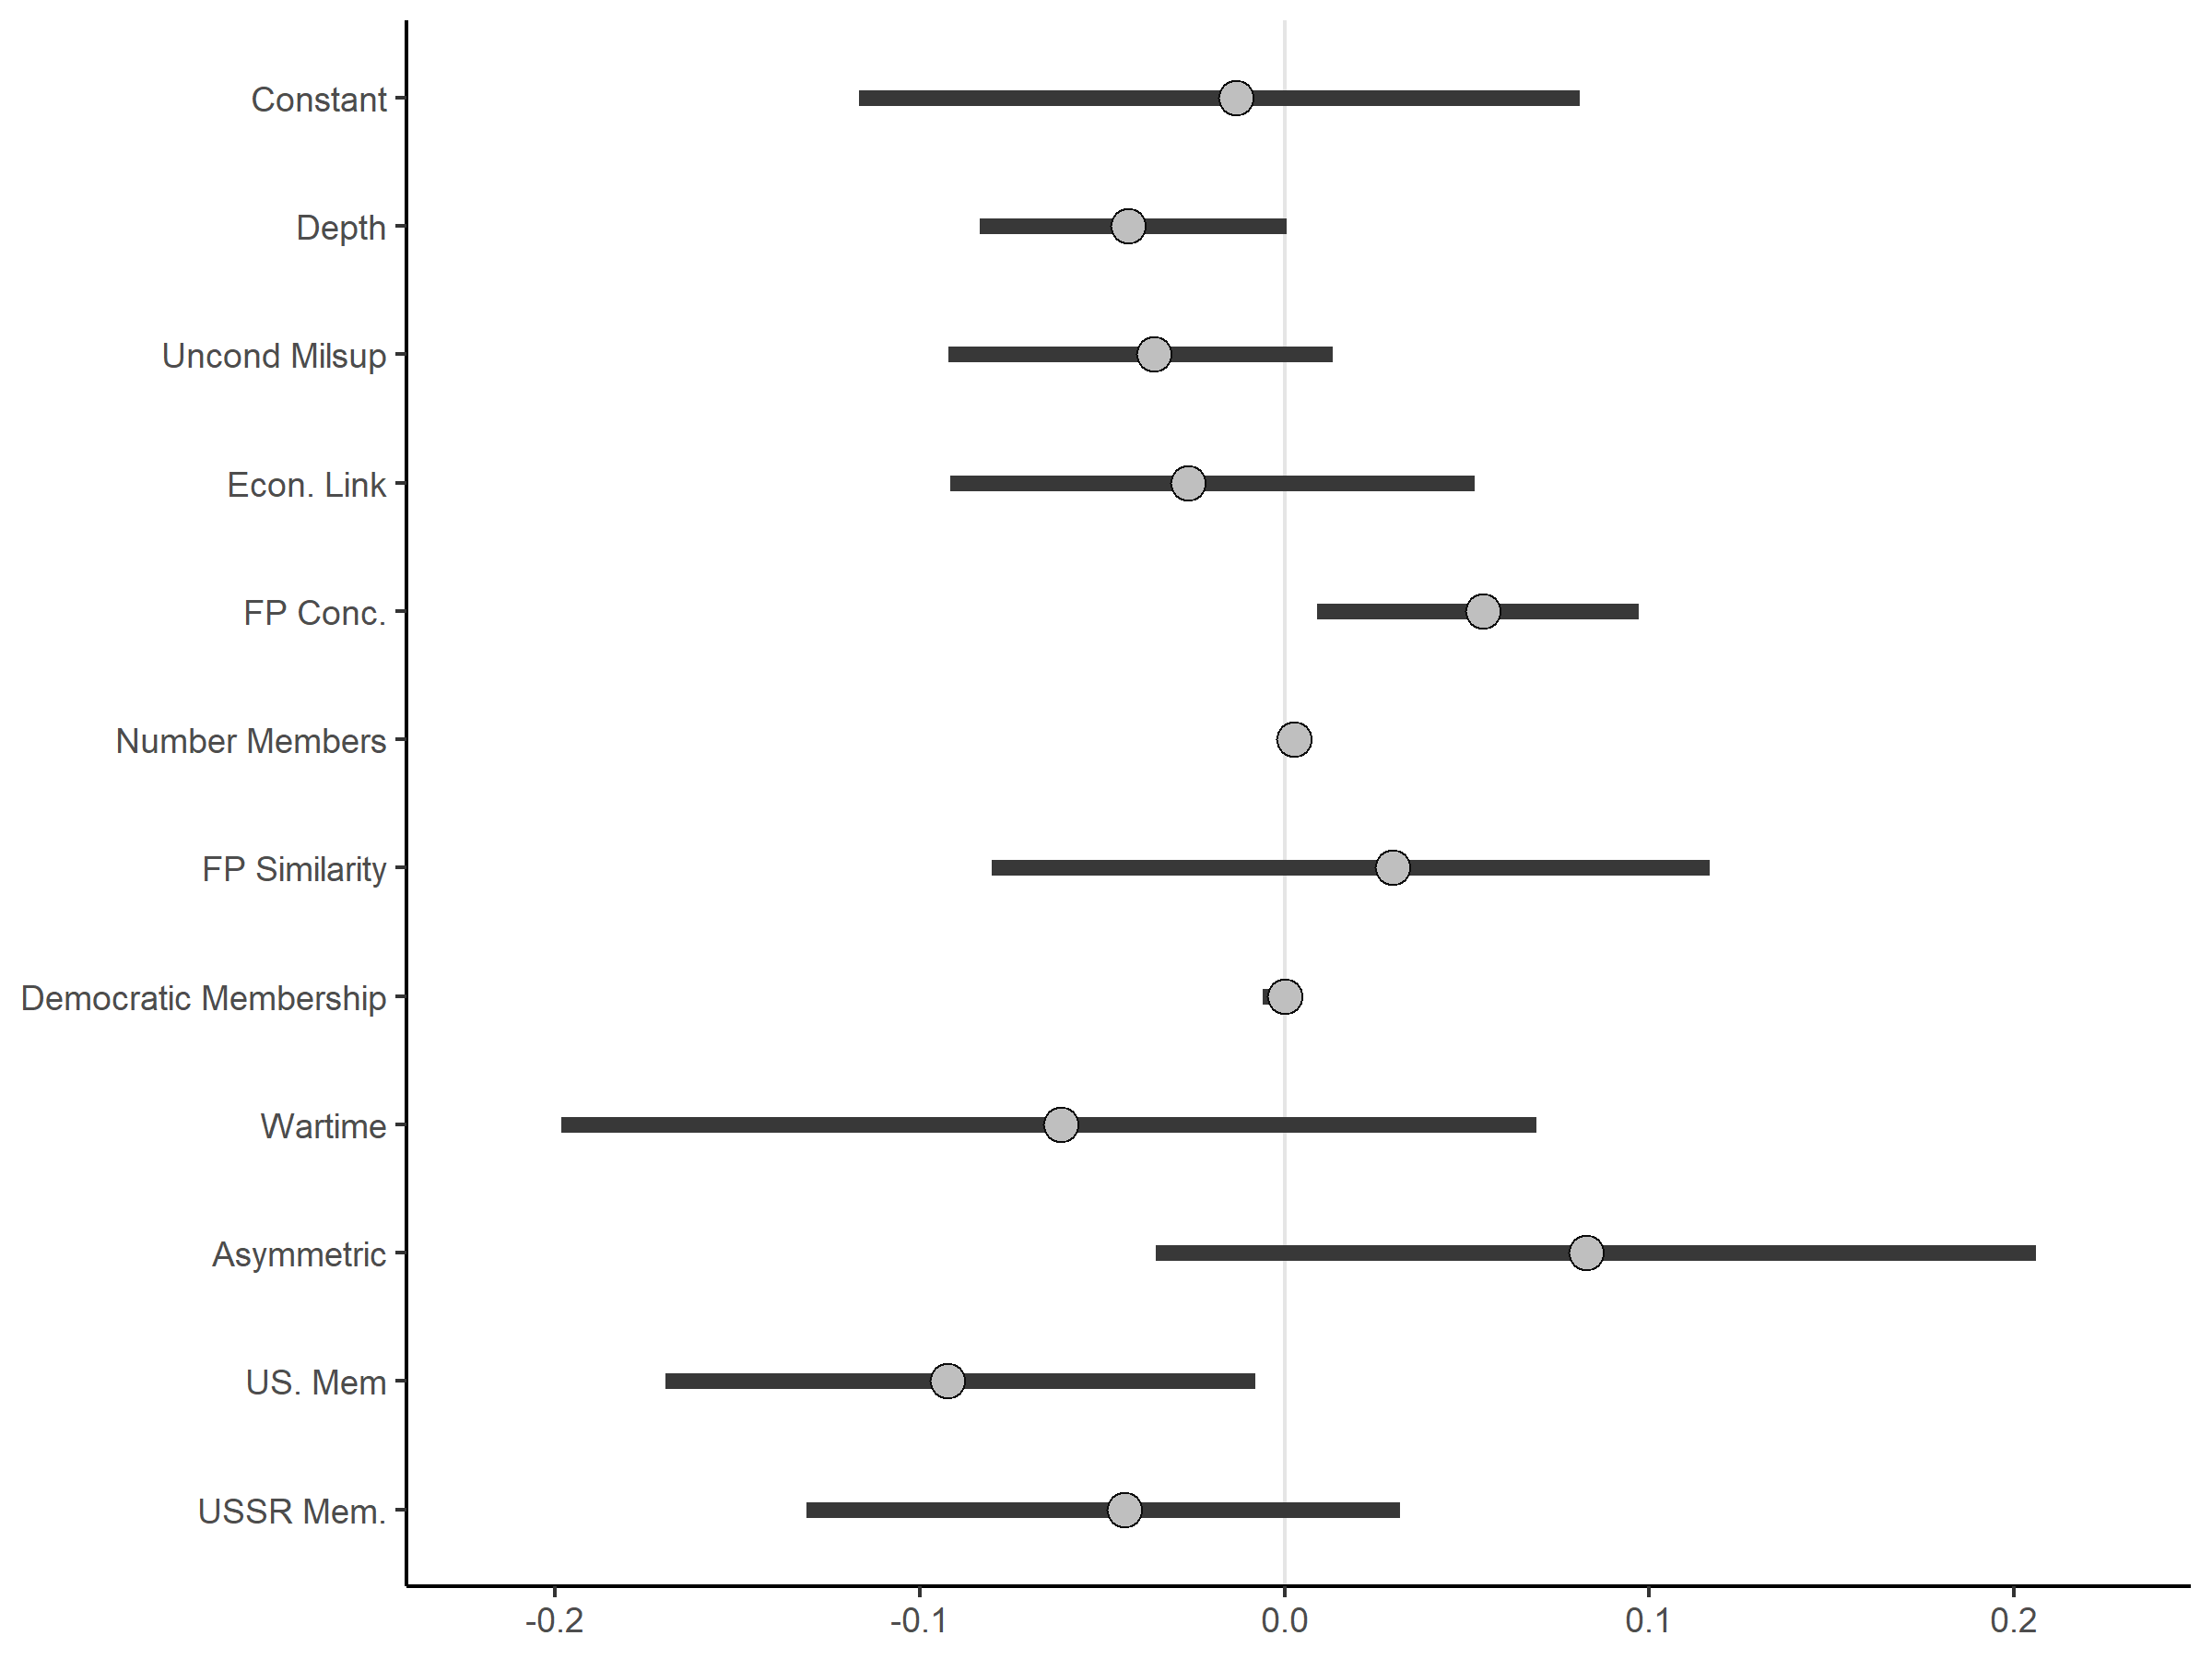 Constant
Depth
Uncond Milsup
Econ. Link
FP Conc.
Number Members
FP Similarity
Democratic Membership
Wartime
Asymmetric
US. Mem
USSR Mem.
-0.2 -0.1 0.0 0.1 0.2